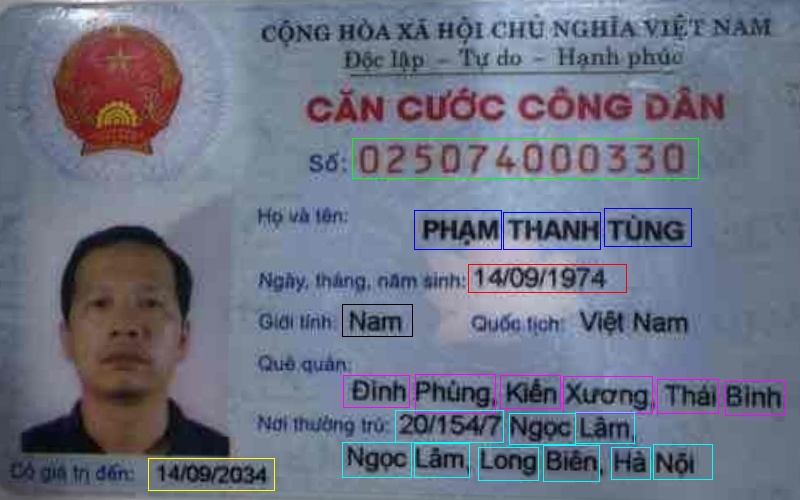 CỘNG HÒA XÃ HỘI CHỦ NGHĨA VIỆT NAM
Độc lập - Tự do - Hạnh phúc
CĂN CƯỚC CÔNG DÂN
Số: 025074000330
Họ và tên:
PHẠM THANH TÙNG
Ngày, tháng, năm sinh: 14/09/1974
Giới tính: Nam Quốc tịch: Việt Nam
Quê quán:
Đình Phùng, Kiến Xương, Thái Bình
Nơi thường trú: 20/154/7 Ngọc Lâm,
Ngọc Lâm, Long Biên, Hà Nội
Có giá trị đến: 14/09/2034